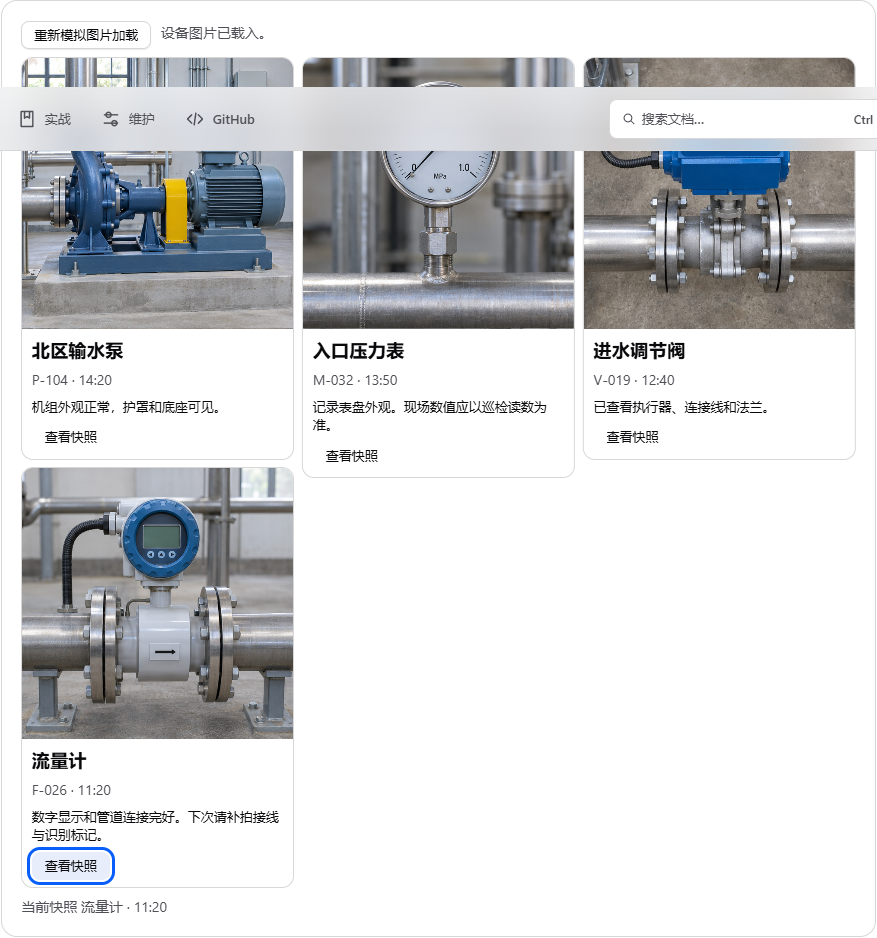 重新模拟图片加载
设备图片已载入。
实战
维护
GitHub
搜索文档...
Ctrl
0
1.0
MPa
北区输水泵
P-104 · 14:20
机组外观正常，护罩和底座可见。
查看快照
入口压力表
M-032 · 13:50
记录表盘外观。现场数值应以巡检读数为
准。
查看快照
进水调节阀
V-019 · 12:40
已查看执行器、连接线和法兰。
查看快照
流量计
F-026 · 11:20
数字显示和管道连接完好。下次请补拍接线
与识别标记。
查看快照
当前快照 流量计 · 11:20